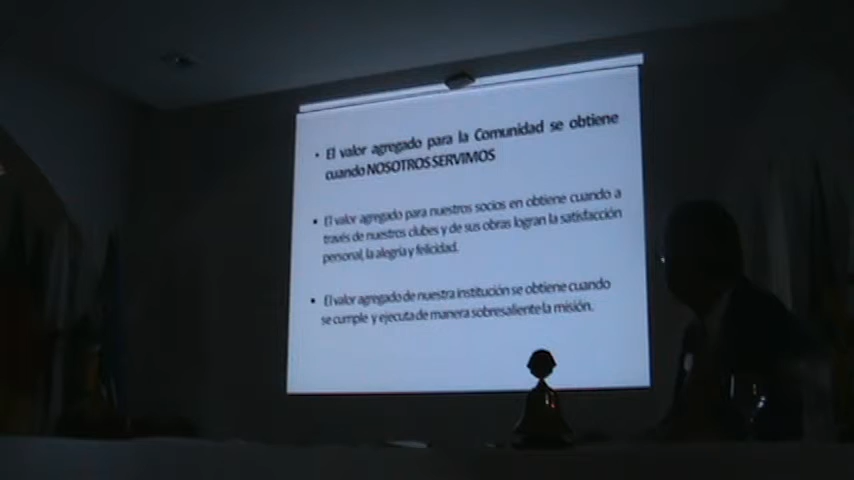 • El valor agregado para la Comunidad se obtiene
cuando NOSOTROS SERVIMOS
• El valor agregado para nuestros socios en obtiene cuando a
través de nuestros clubes y de sus obras logran la satisfacción
personal, la alegría y felicidad.
• El valor agregado de nuestra institución se obtiene cuando
se cumple y ejecuta de manera sobresaliente la misión.